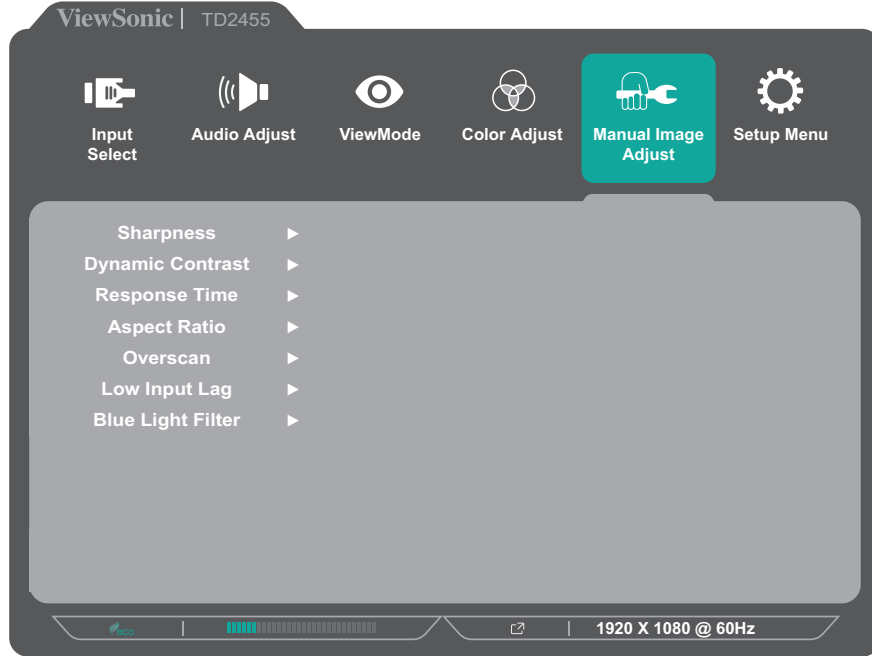 ViewSonic | TD2455
Input Select
Audio Adjust
ViewMode
Color Adjust
Manual Image Adjust
Setup Menu
Sharpness
Dynamic Contrast
Response Time
Aspect Ratio
Overscan
Low Input Lag
Blue Light Filter
eco
1920 X 1080 @ 60Hz